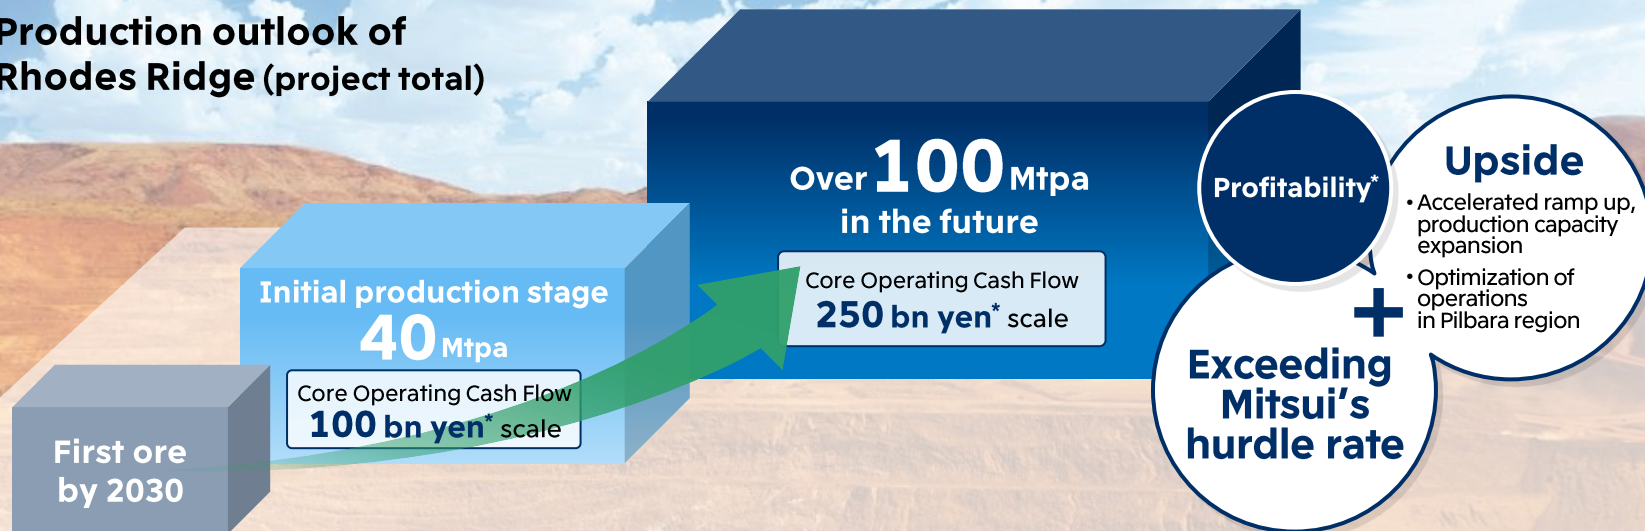 Production outlook of
Rhodes Ridge (project total)
First ore
by 2030
Initial production stage
40 Mtpa
Core Operating Cash Flow
100 bn yen* scale
Over 100 Mtpa
in the future
Core Operating Cash Flow
250 bn yen* scale
Profitability*
Exceeding
Mitsui's
hurdle rate
+
Upside
• Accelerated ramp up,
production capacity
expansion
• Optimization of
operations
in Pilbara region